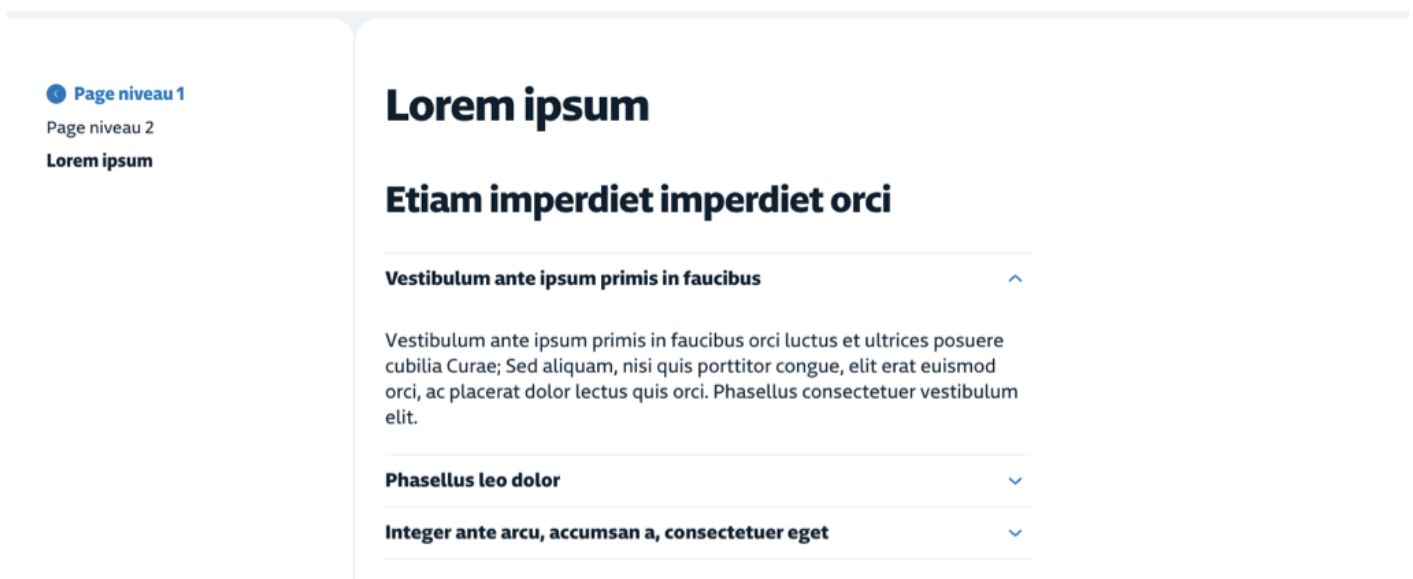 Page niveau 1
Page niveau 2
Lorem ipsum
Lorem ipsum
Etiam imperdiet imperdiet orci
Vestibulum ante ipsum primis in faucibus
Vestibulum ante ipsum primis in faucibus orci luctus et ultrices posuere
cubilia Curae; Sed aliquam, nisi quis porttitor congue, elit erat euismod
orci, ac placerat dolor lectus quis orci. Phasellus consectetuer vestibulum
elit.
Phasellus leo dolor
Integer ante arcu, accumsan a, consectetuer eget